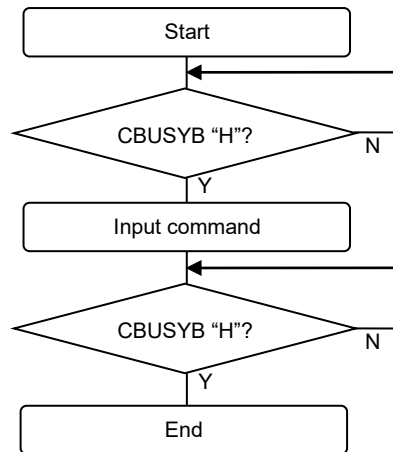 Start
CBUSYB “H”?
N
Y
Input command
CBUSYB “H”?
N
Y
End